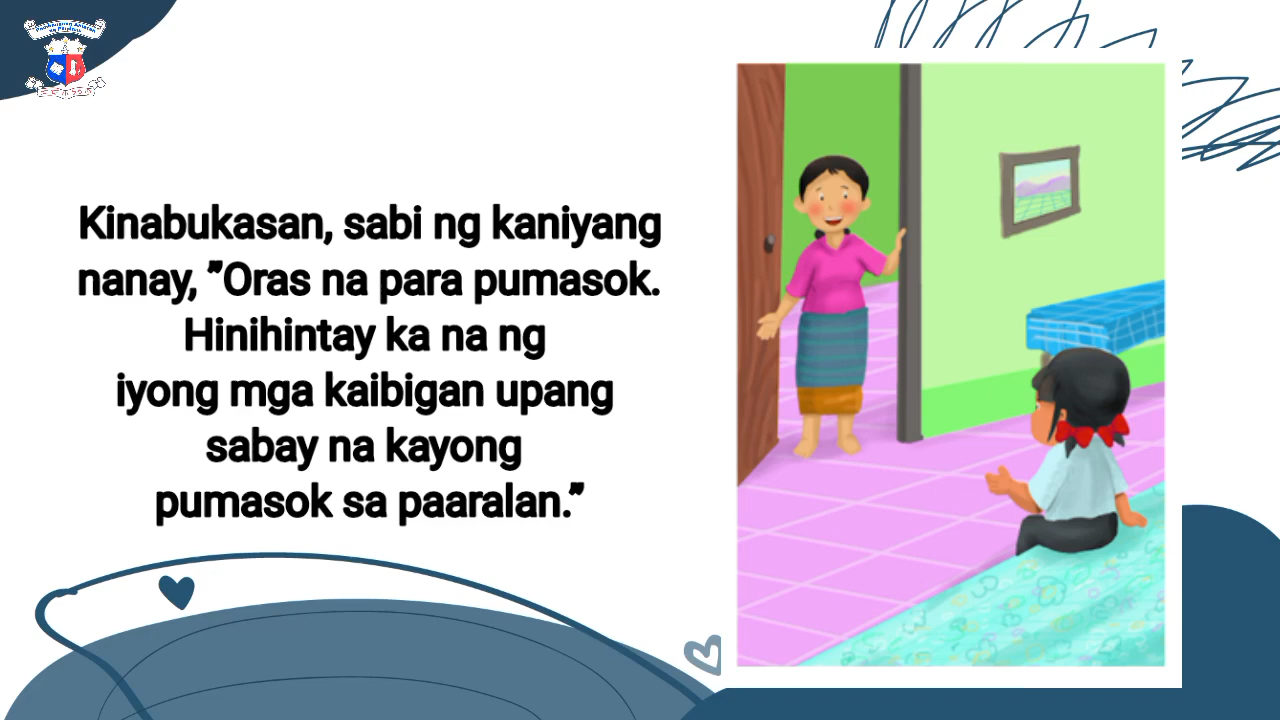 Kinabukasan, sabi ng kaniyang
nanay, ”Oras na para pumasok.
Hinihintay ka na ng
iyong mga kaibigan upang
sabay na kayong
pumasok sa paaralan.”